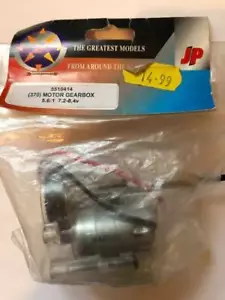 THE GREATEST MODELS
FROM AROUND THE
JP
14-99
5510414
(370) MOTOR GEARBOX
5,6/1 7.2-8,4v